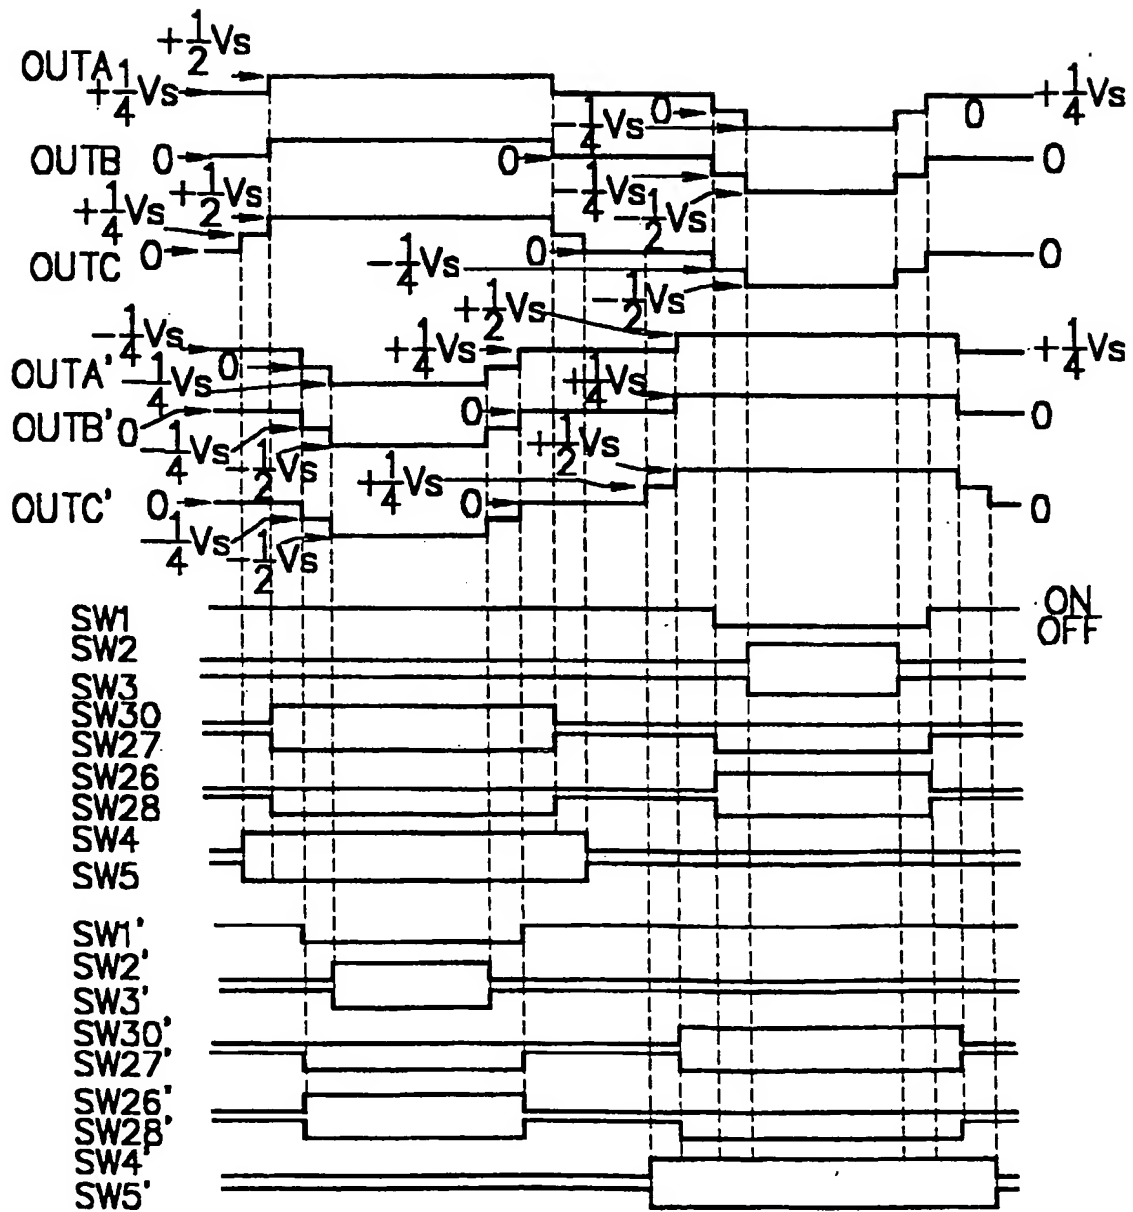 +1/2Vs
OUTA
+1/4Vs
0
-1/4Vs
0
+1/4Vs
OUTB 0
0
-1/4Vs
0
+1/2Vs
+1/4Vs
-1/2Vs
OUTC 0
0
-1/4Vs
0
-1/2Vs
+1/2Vs
-1/4Vs
0
+1/4Vs
+1/4Vs
OUTA'
-1/4Vs
+1/4Vs
OUTB' 0
0
0
-1/4Vs
-1/2Vs
+1/2Vs
+1/4Vs
OUTC' 0
0
0
-1/4Vs
-1/2Vs
SW1
ON
OFF
SW2
SW3
SW30
SW27
SW26
SW28
SW4
SW5
SW1'
SW2'
SW3'
SW30'
SW27'
SW26'
SW28'
SW4'
SW5'